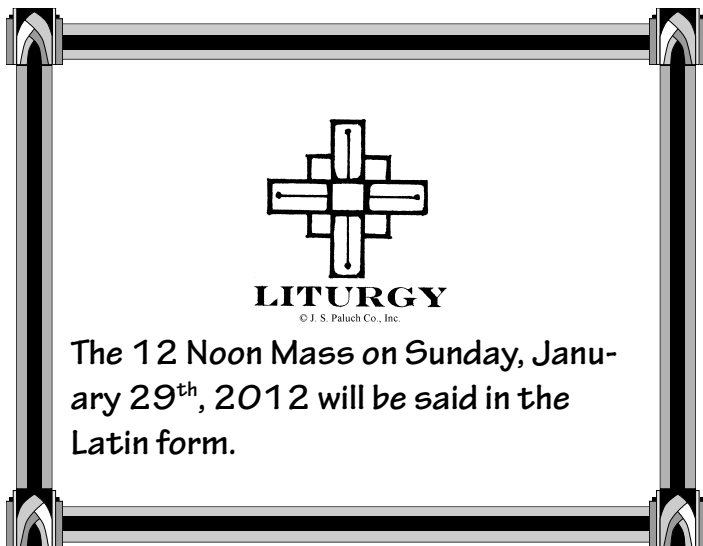 LITURGY
© J. S. Paluch Co., Inc.
The 12 Noon Mass on Sunday, Janu-
ary 29th, 2012 will be said in the
Latin form.